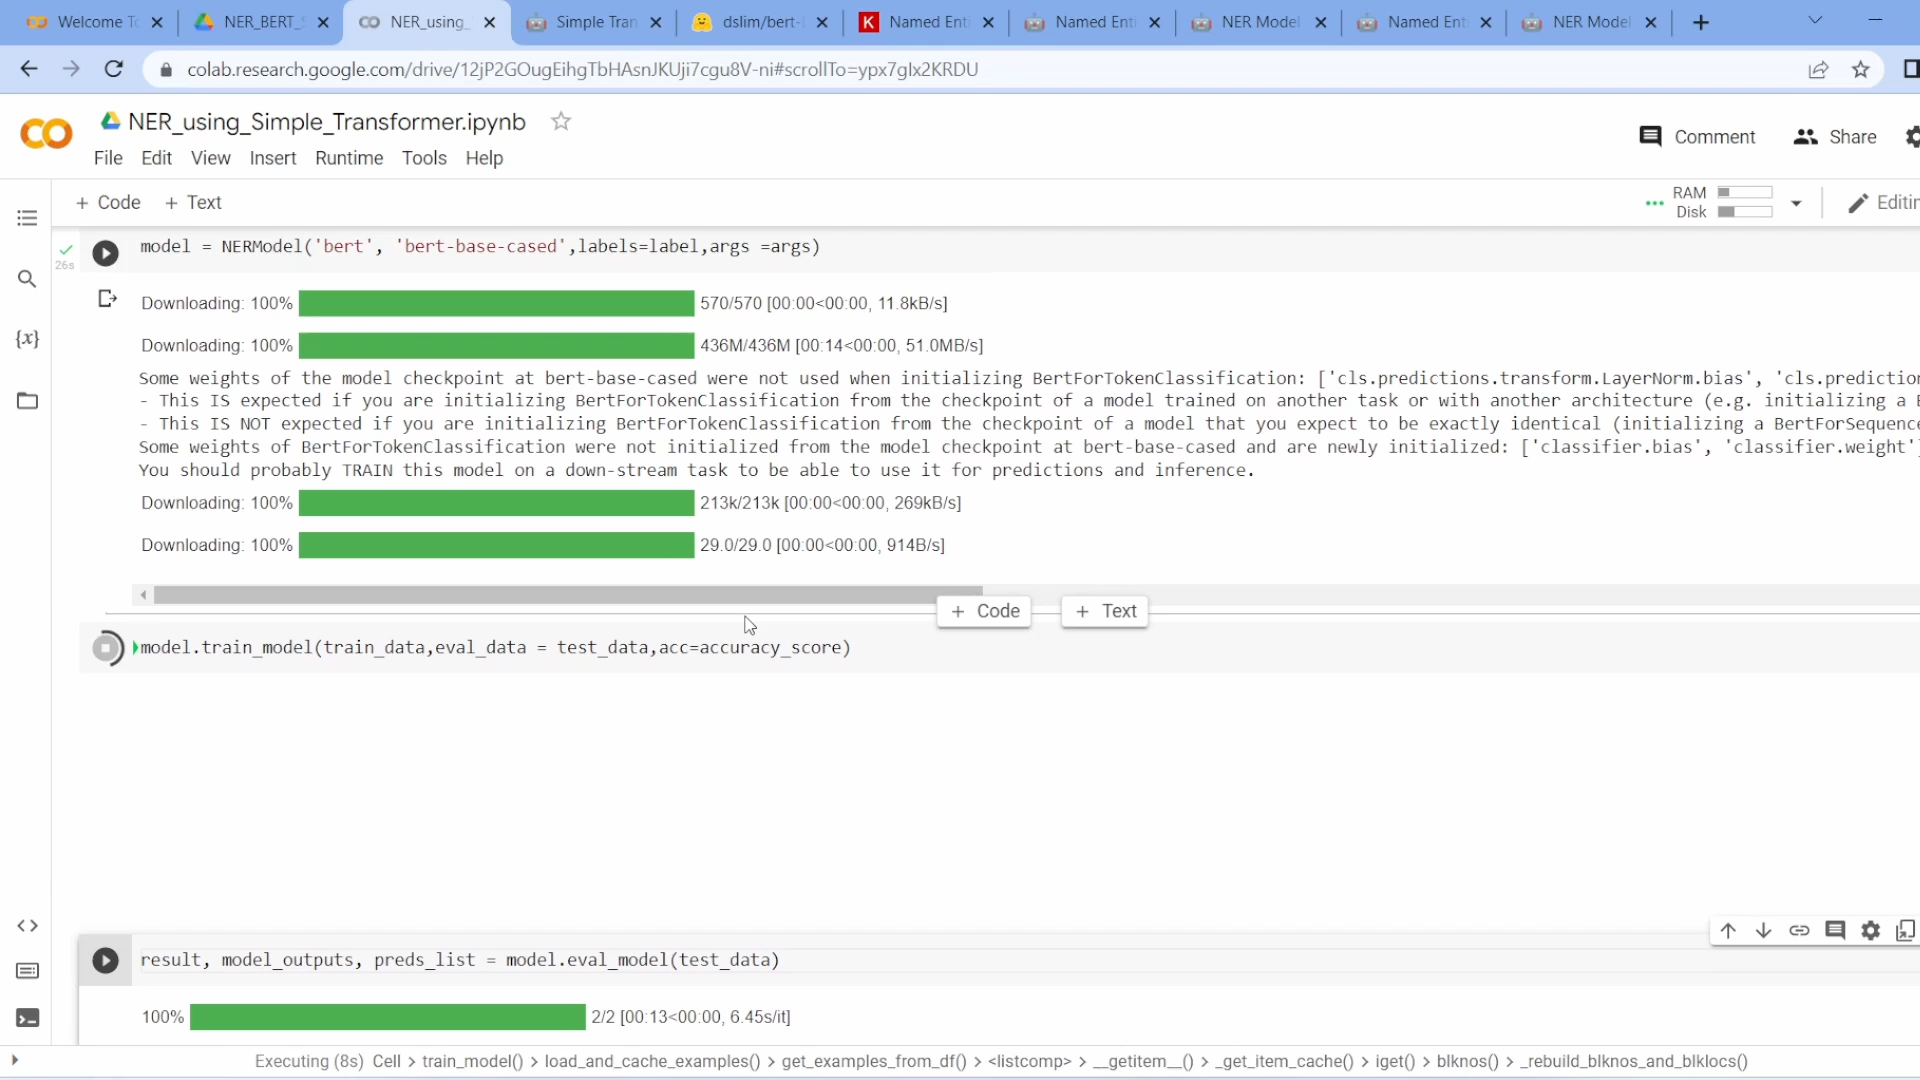 Welcome To
NER_BERT_S
NER_using_
Simple Tran
dslim/bert-
K
Named Enti
Named Enti
NER Model
Named Enti
NER Model
colab.research.google.com/drive/12jP2GOugEihgTbHAsnJKUji7cgu8V-ni#scrollTo=ypx7glx2KRDU
NER_using_Simple_Transformer.ipynb
Comment
Share
File Edit View Insert Runtime Tools Help
+ Code + Text
RAM
Disk
Editin
26s
model = NERModel('bert', 'bert-base-cased',labels=label,args =args)
Downloading: 100% 570/570 [00:00<00:00, 11.8kB/s]
Downloading: 100% 436M/436M [00:14<00:00, 51.0MB/s]
Some weights of the model checkpoint at bert-base-cased were not used when initializing BertForTokenClassification: ['cls.predictions.transform.LayerNorm.bias', 'cls.prediction
- This IS expected if you are initializing BertForTokenClassification from the checkpoint of a model trained on another task or with another architecture (e.g. initializing a B
- This IS NOT expected if you are initializing BertForTokenClassification from the checkpoint of a model that you expect to be exactly identical (initializing a BertForSequence
Some weights of BertForTokenClassification were not initialized from the model checkpoint at bert-base-cased and are newly initialized: ['classifier.bias', 'classifier.weight']
You should probably TRAIN this model on a down-stream task to be able to use it for predictions and inference.
Downloading: 100% 213k/213k [00:00<00:00, 269kB/s]
Downloading: 100% 29.0/29.0 [00:00<00:00, 914B/s]
+ Code + Text
model.train_model(train_data,eval_data = test_data,acc=accuracy_score)
result, model_outputs, preds_list = model.eval_model(test_data)
100% 2/2 [00:13<00:00, 6.45s/it]
Executing (8s) Cell > train_model() > load_and_cache_examples() > get_examples_from_df() > <listcomp> > __getitem__() > _get_item_cache() > iget() > blknos() > _rebuild_blknos_and_blklocs()